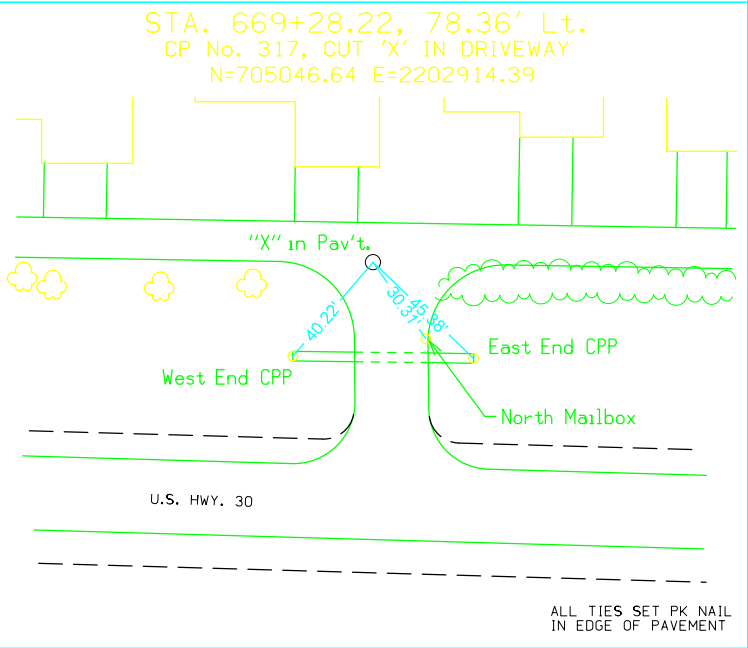 STA. 669+28.22, 78.36' Lt.
CP No. 317, CUT 'X' IN DRIVEWAY
N=705046.64 E=2202914.39
"X" in Pav't.
40.22'
30.31'
45.38'
East End CPP
West End CPP
North Mailbox
U.S. HWY. 30
ALL TIES SET PK NAIL
IN EDGE OF PAVEMENT